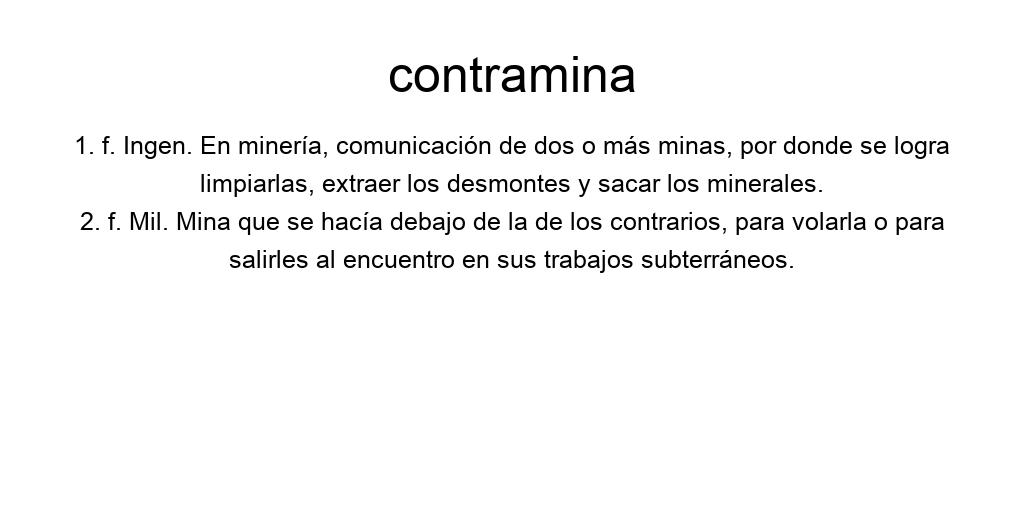 contramina
1. f. Ingen. En minería, comunicación de dos o más minas, por donde se logra
limpiarlas, extraer los desmontes y sacar los minerales.
2. f. Mil. Mina que se hacía debajo de la de los contrarios, para volarla o para
salirles al encuentro en sus trabajos subterráneos.